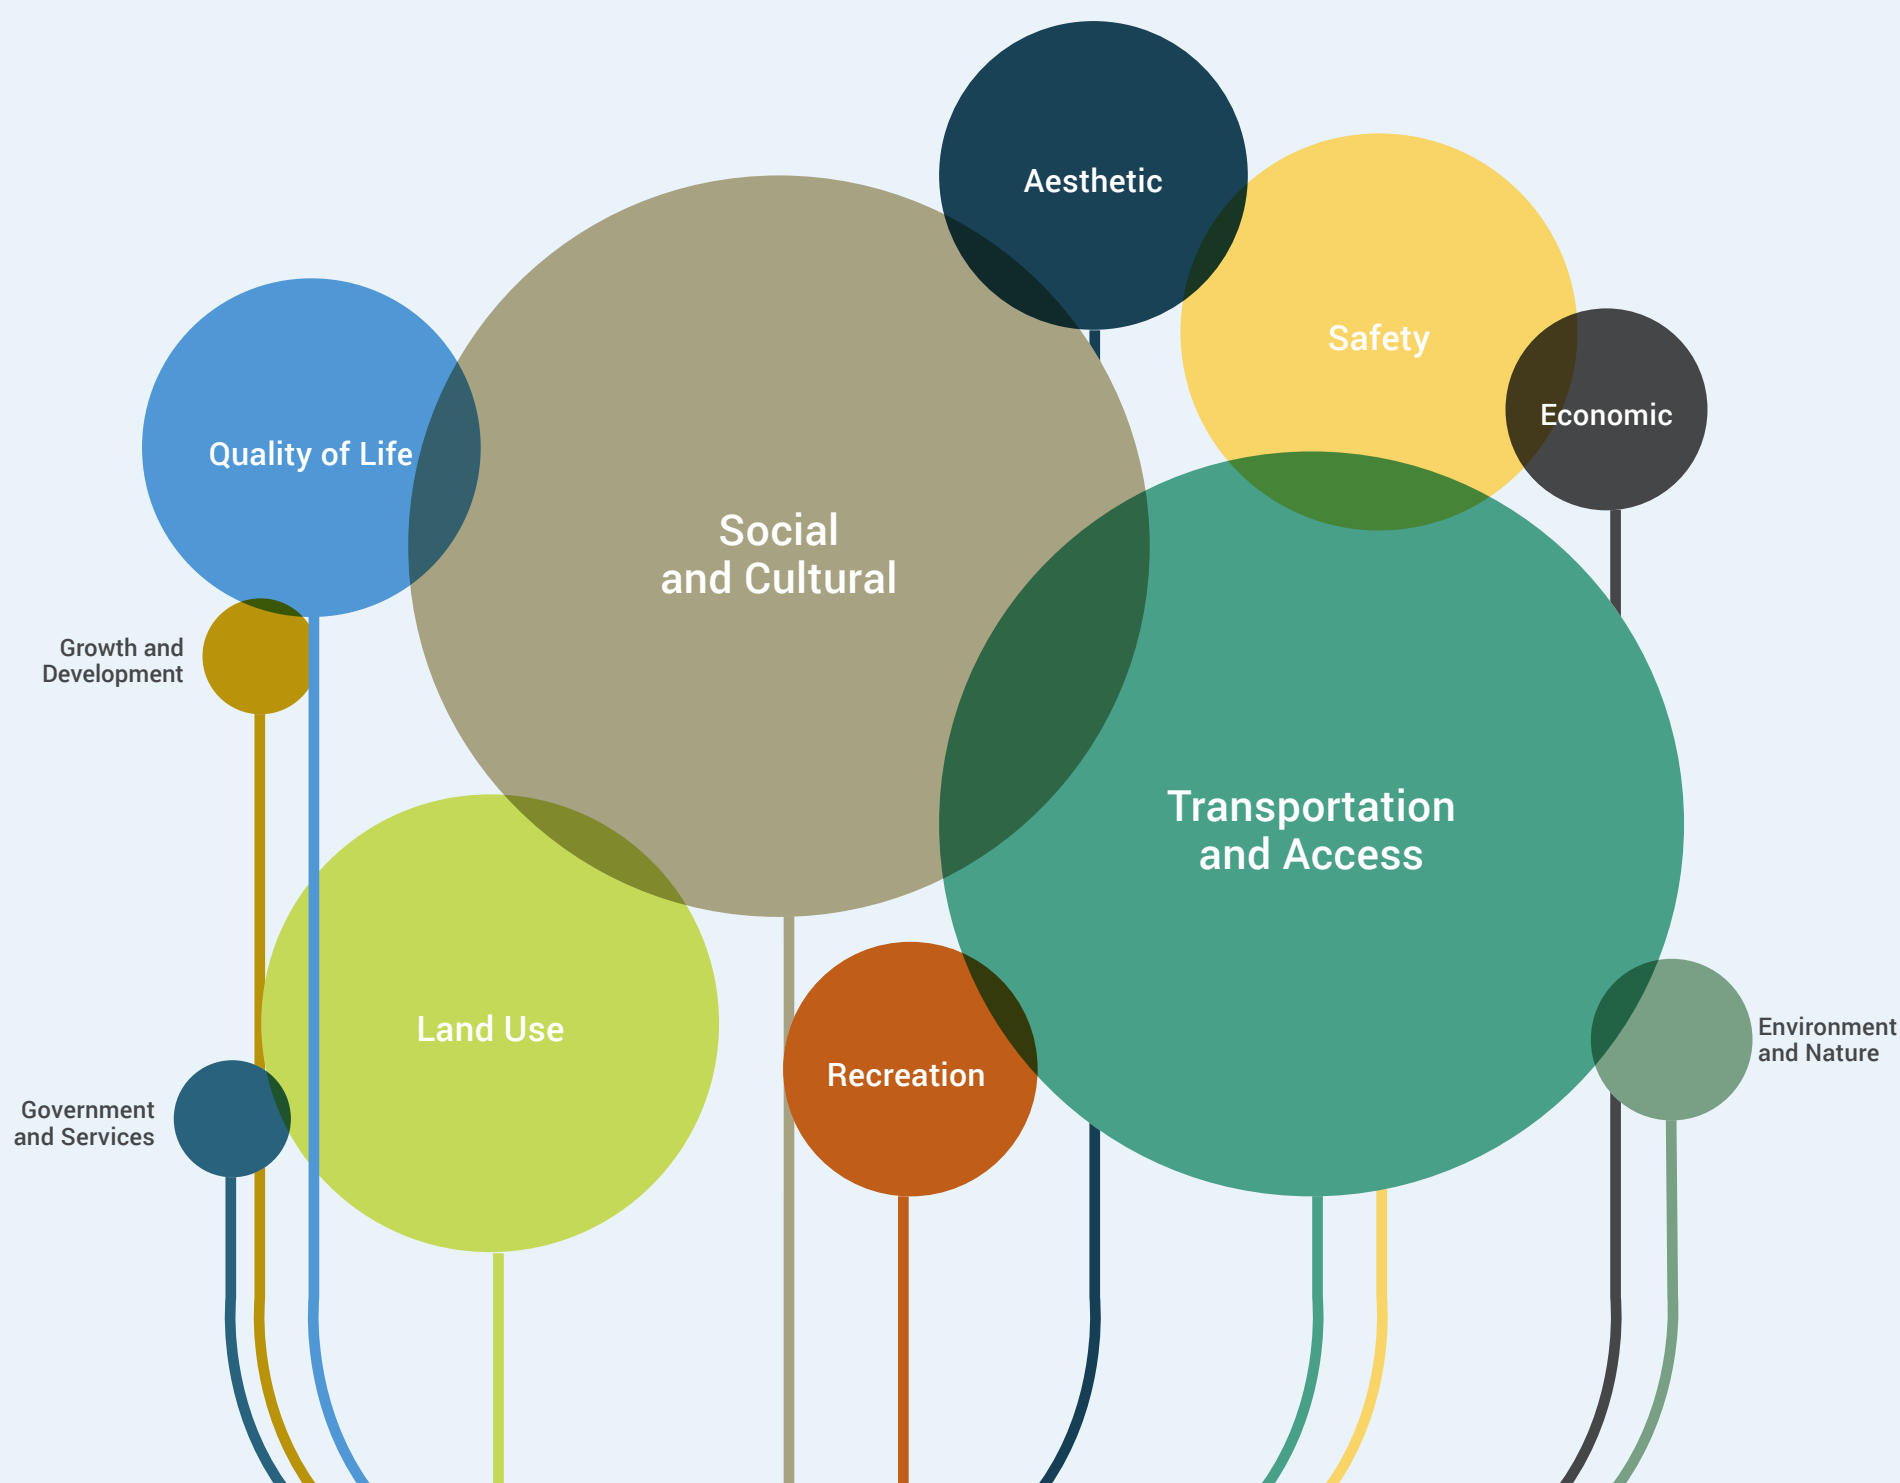 Aesthetic
Safety
Economic
Quality of Life
Social
and Cultural
Growth and
Development
Transportation
and Access
Land Use
Recreation
Environment
and Nature
Government
and Services